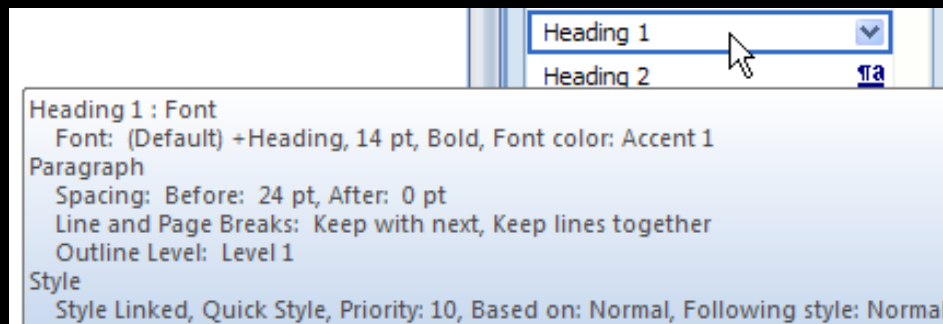 Heading 1
Heading 2 ¶a
Heading 1 : Font
Font: (Default) +Heading, 14 pt, Bold, Font color: Accent 1
Paragraph
Spacing: Before: 24 pt, After: 0 pt
Line and Page Breaks: Keep with next, Keep lines together
Outline Level: Level 1
Style
Style Linked, Quick Style, Priority: 10, Based on: Normal, Following style: Normal